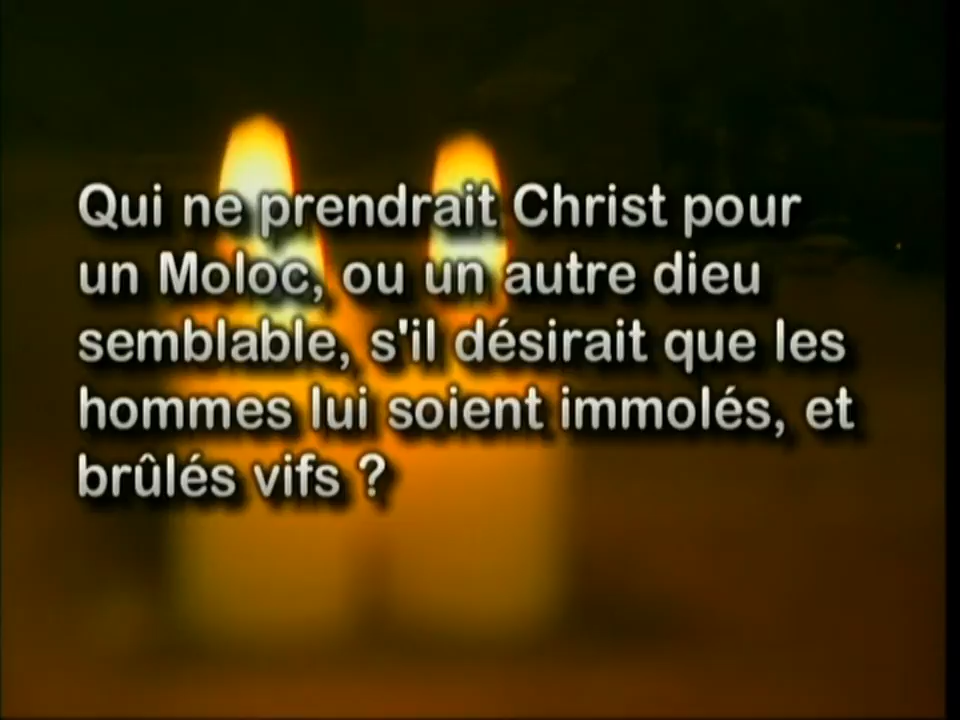 Qui ne prendrait Christ pour
un Moloc, ou un autre dieu
semblable, s'il désirait que les
hommes lui soient immolés, et
brûlés vifs ?